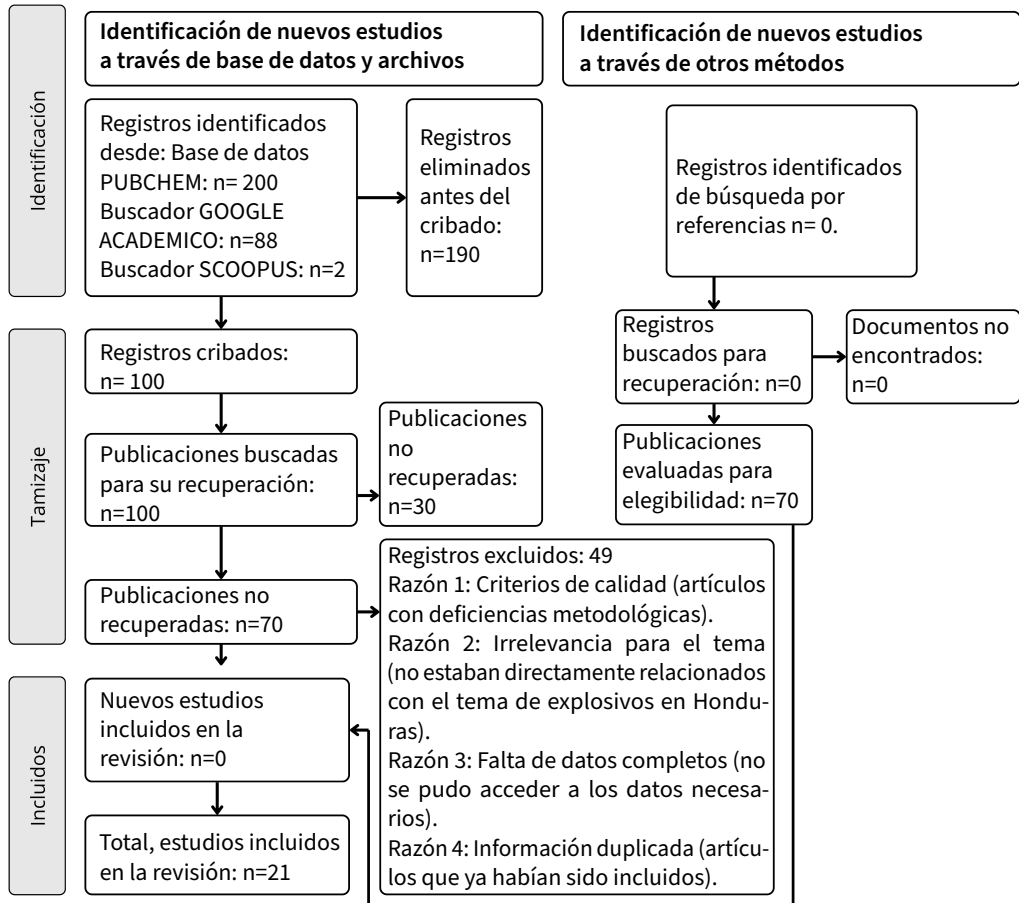 Identificación
Identificación de nuevos estudios
a través de base de datos y archivos
Registros identificados
desde: Base de datos
PUBCHEM: n= 200
Buscador GOOGLE
ACADEMICO: n=88
Buscador SCOOPUS: n=2
Registros
eliminados
antes del
cribado:
n=190
Identificación de nuevos estudios
a través de otros métodos
Registros identificados
de búsqueda por
referencias n= 0.
Tamizaje
Registros cribados:
n= 100
Publicaciones buscadas
para su recuperación:
n=100
Publicaciones
no
recuperadas:
n=30
Publicaciones no
recuperadas: n=70
Registros excluidos: 49
Razón 1: Criterios de calidad (artículos
con deficiencias metodológicas).
Razón 2: Irrelevancia para el tema
(no estaban directamente relacionados
con el tema de explosivos en Hondu-
ras).
Razón 3: Falta de datos completos (no
se pudo acceder a los datos necesa-
rios).
Razón 4: Información duplicada (artícu-
los que ya habían sido incluidos).
Registros
buscados para
recuperación: n=0
Documentos no
encontrados:
n=0
Publicaciones
evaluadas para
elegibilidad: n=70
Incluidos
Nuevos estudios
incluidos en la
revisión: n=0
Total, estudios incluidos
en la revisión: n=21